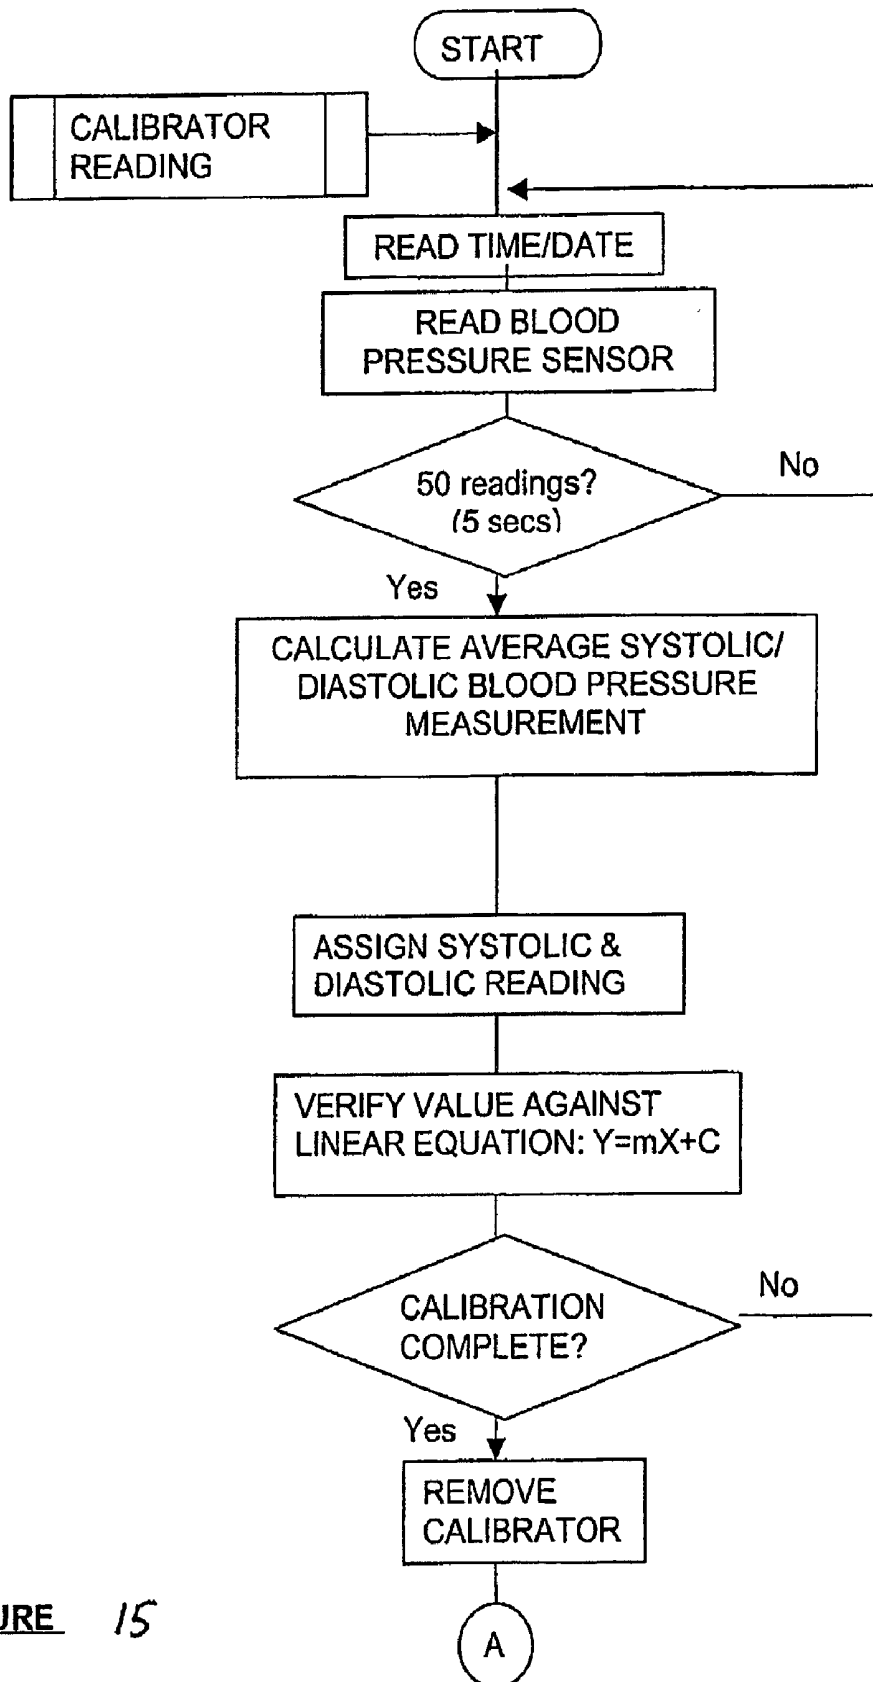 START
CALIBRATOR
READING
READ TIME/DATE
READ BLOOD
PRESSURE SENSOR
50 readings?
(5 secs)
No
Yes
CALCULATE AVERAGE SYSTOLIC/
DIASTOLIC BLOOD PRESSURE
MEASUREMENT
ASSIGN SYSTOLIC &
DIASTOLIC READING
VERIFY VALUE AGAINST
LINEAR EQUATION: Y=mX+C
CALIBRATION
COMPLETE?
No
Yes
REMOVE
CALIBRATOR
URE 15
A